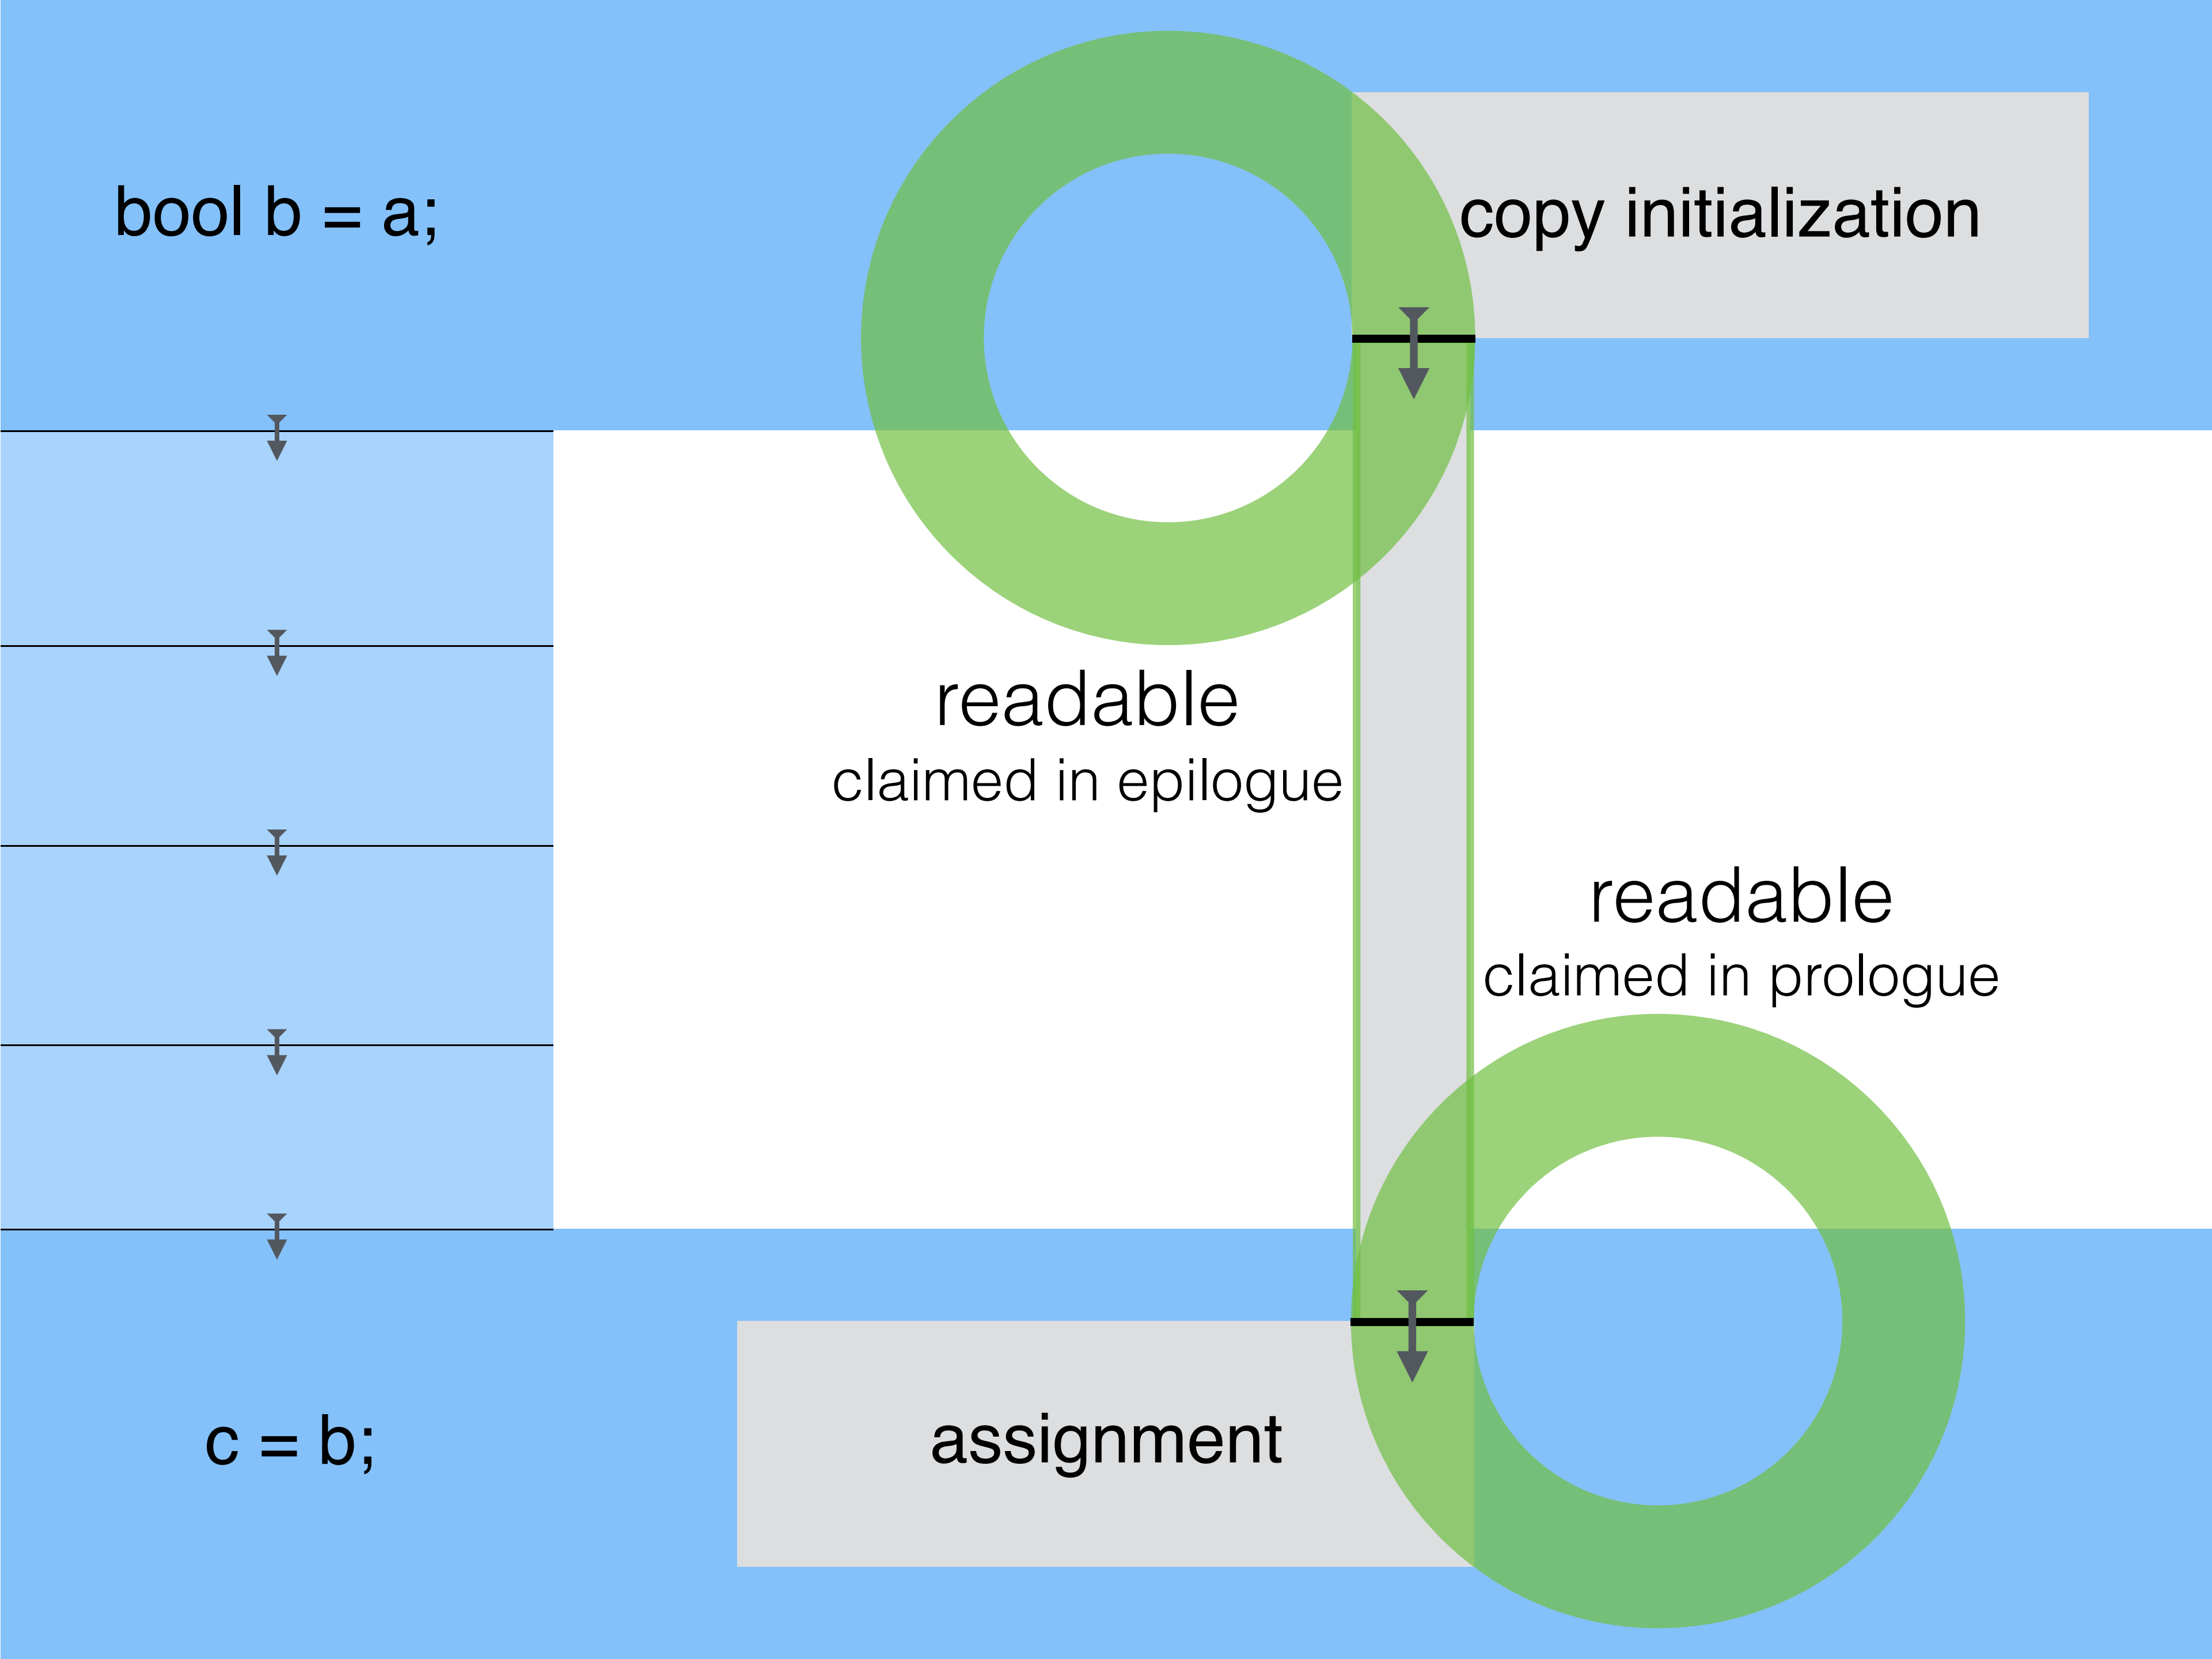 bool b = a;
copy initialization
readable
claimed in epilogue
readable
claimed in prologue
c = b;
assignment